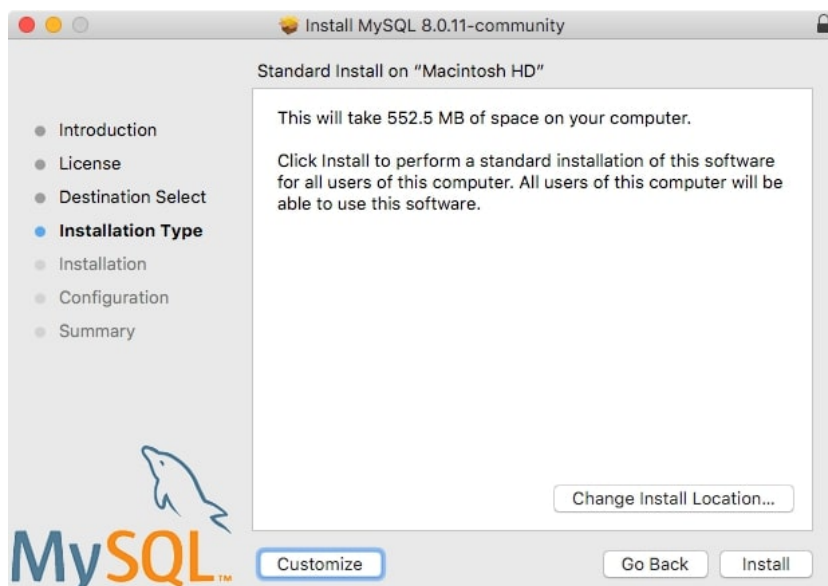 Install MySQL 8.0.11-community
Standard Install on “Macintosh HD”
Introduction
License
Destination Select
Installation Type
Installation
Configuration
Summary
This will take 552.5 MB of space on your computer.
Click Install to perform a standard installation of this software
for all users of this computer. All users of this computer will be
able to use this software.
Change Install Location...
MySQL™
Customize
Go Back
Install